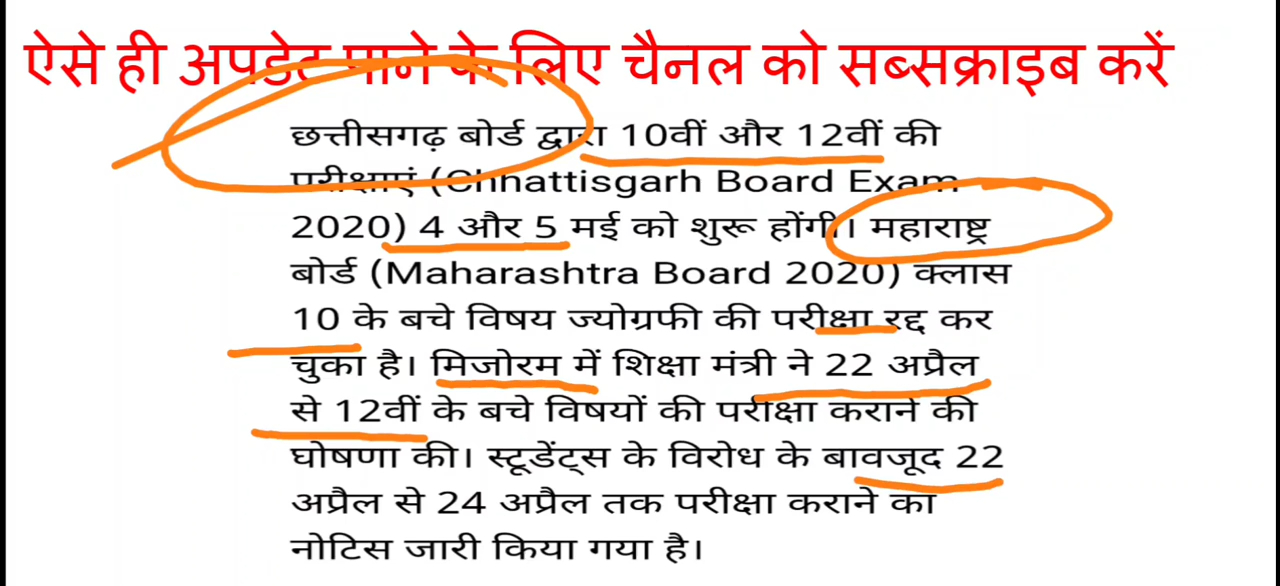 ऐसे ही अपडेट पाने के लिए चैनल को सब्सक्राइब करें
छत्तीसगढ़ बोर्ड द्वारा 10वीं और 12वीं की
परीक्षाएं (Chhattisgarh Board Exam
2020) 4 और 5 मई को शुरू होंगी। महाराष्ट्र
बोर्ड (Maharashtra Board 2020) क्लास
10 के बचे विषय ज्योग्रफी की परीक्षा रद्द कर
चुका है। मिजोरम में शिक्षा मंत्री ने 22 अप्रैल
से 12वीं के बचे विषयों की परीक्षा कराने की
घोषणा की। स्टूडेंट्स के विरोध के बावजूद 22
अप्रैल से 24 अप्रैल तक परीक्षा कराने का
नोटिस जारी किया गया है।